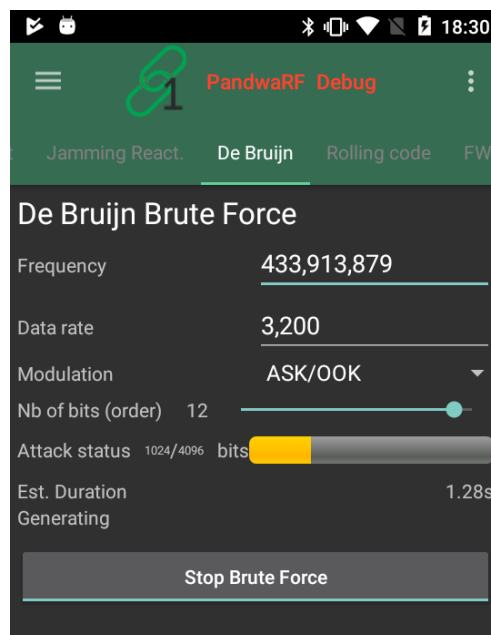 18:30
1 PandwaRF Debug
t Jamming React. De Bruijn Rolling code FW
De Bruijn Brute Force
Frequency 433,913,879
Data rate 3,200
Modulation ASK/OOK
Nb of bits (order) 12
Attack status 1024/4096 bits
Est. Duration 1.28s
Generating
Stop Brute Force